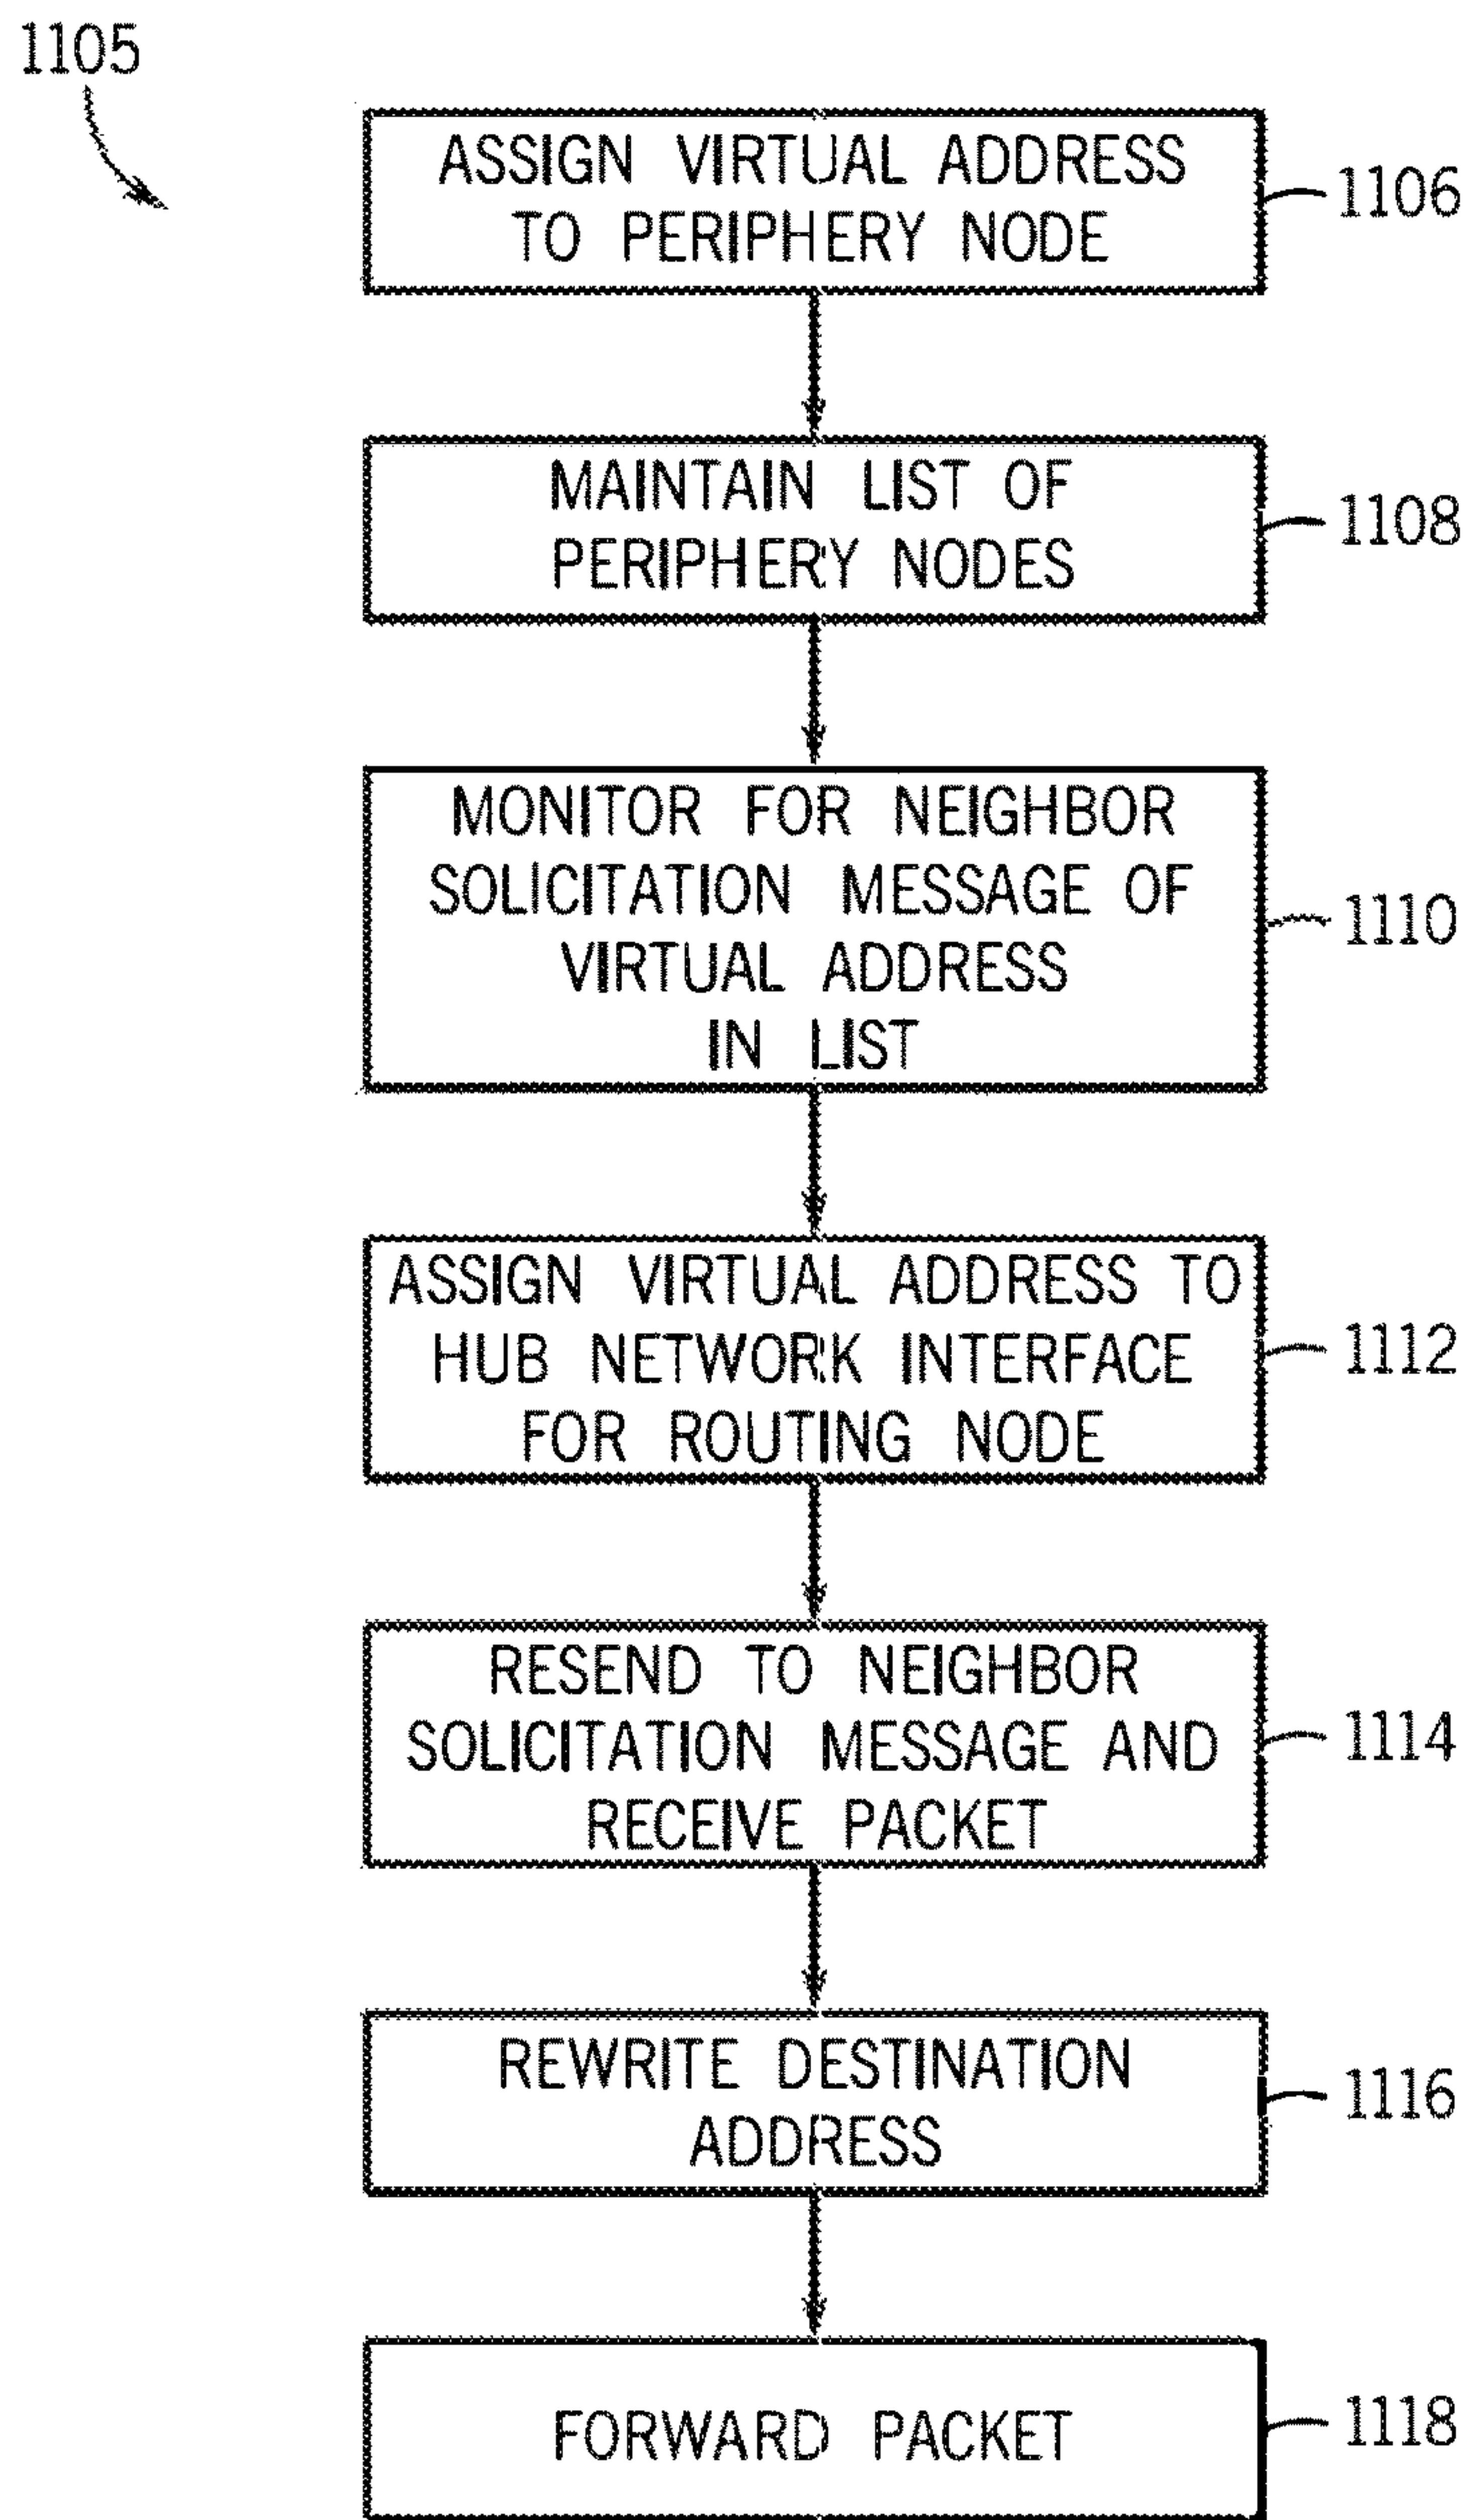 1105
ASSIGN VIRTUAL ADDRESS
TO PERIPHERY NODE
1106
MAINTAIN LIST OF
PERIPHERY NODES
1108
MONITOR FOR NEIGHBOR
SOLICITATION MESSAGE OF
VIRTUAL ADDRESS
IN LIST
1110
ASSIGN VIRTUAL ADDRESS TO
HUB NETWORK INTERFACE
FOR ROUTING NODE
1112
RESEND TO NEIGHBOR
SOLICITATION MESSAGE AND
RECEIVE PACKET
1114
REWRITE DESTINATION
ADDRESS
1116
FORWARD PACKET
1118